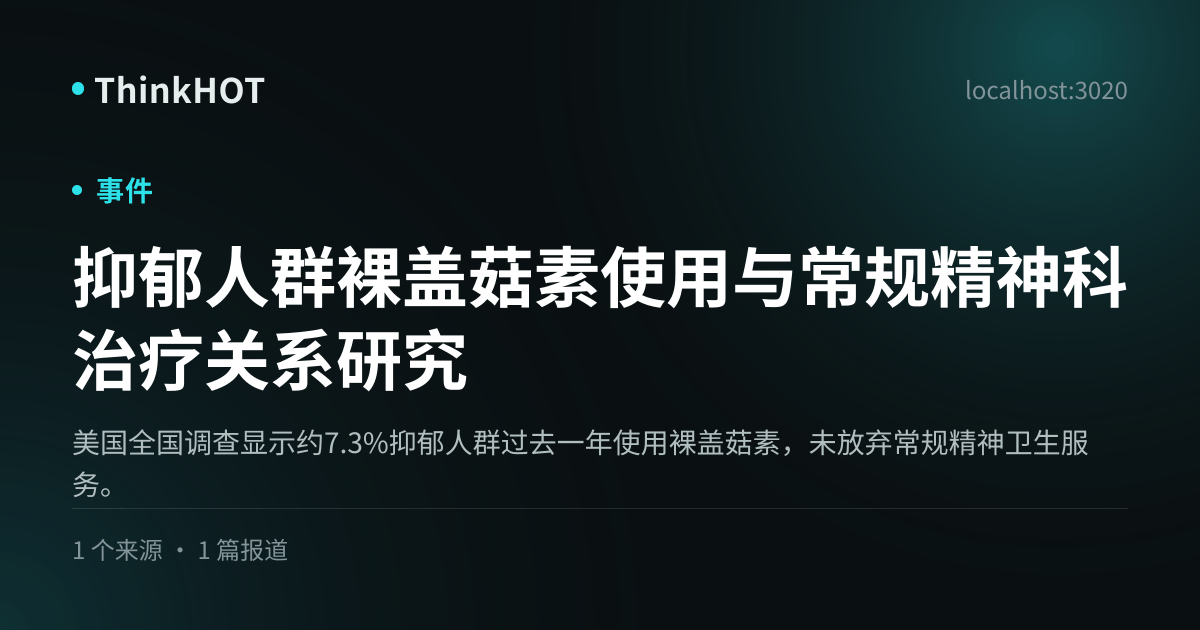 ThinkHOT
localhost:3020
事件
抑郁人群裸盖菇素使用与常规精神科
治疗关系研究
美国全国调查显示约7.3%抑郁人群过去一年使用裸盖菇素，未放弃常规精神卫生服
务。
1 个来源 · 1 篇报道